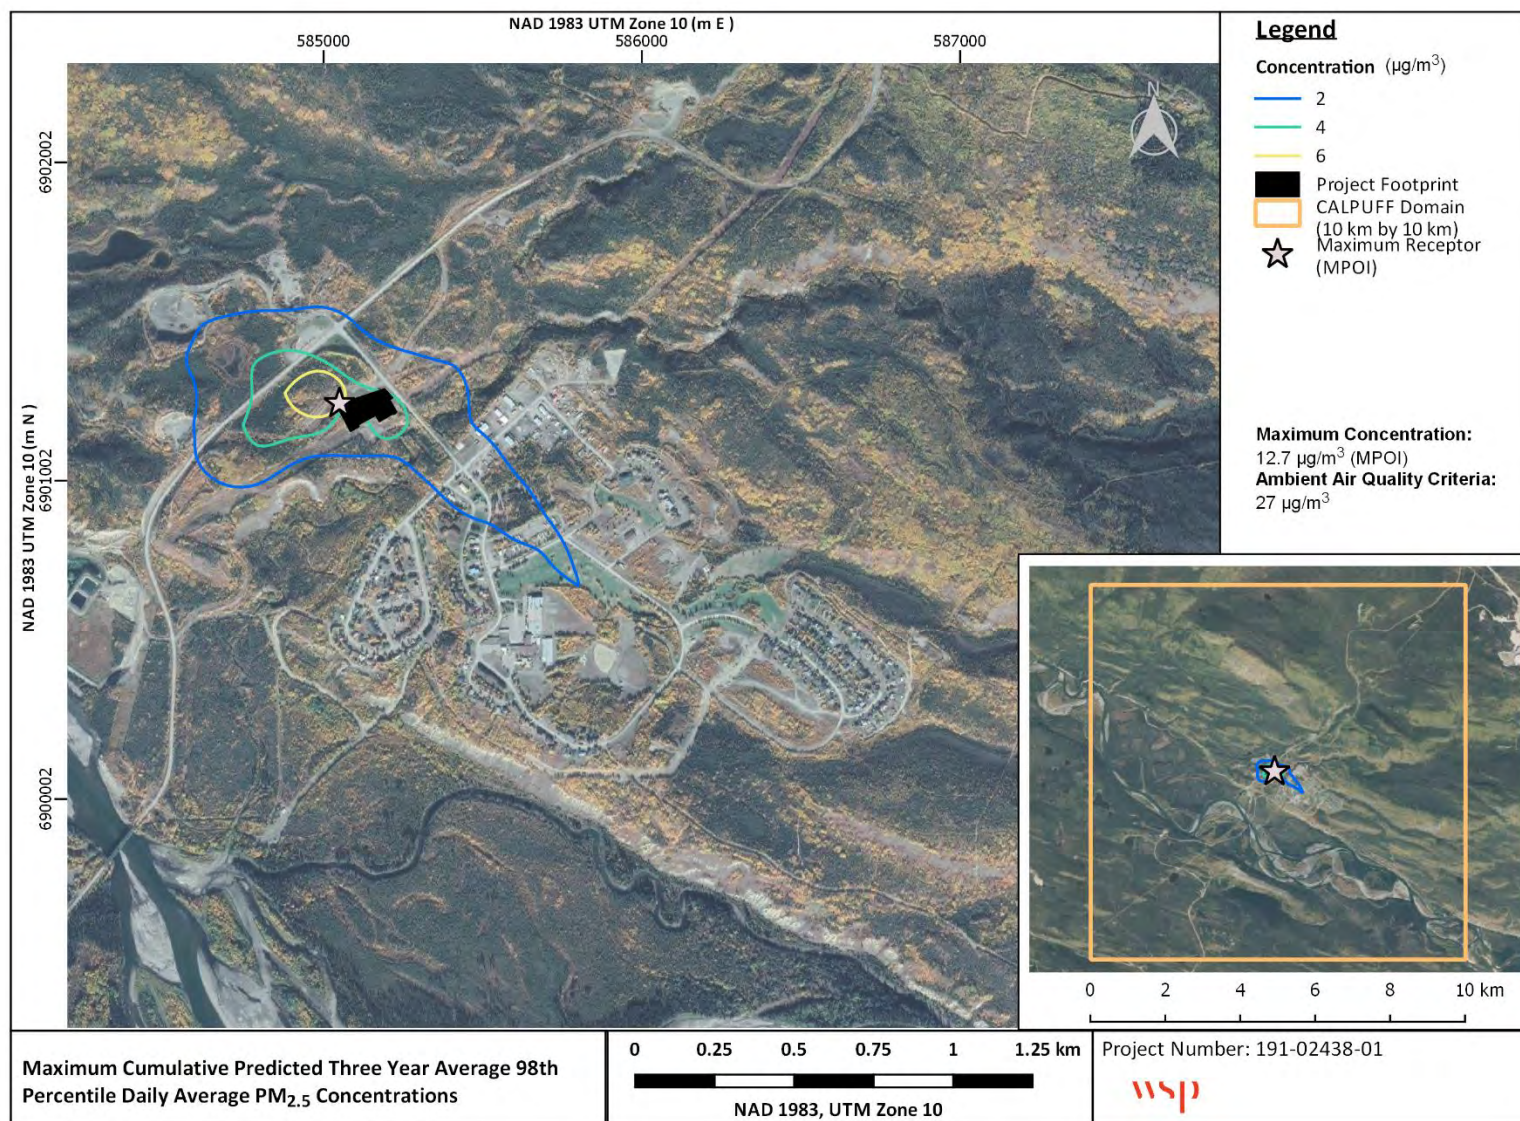 NAD 1983 UTM Zone 10 (m E )
585000
586000
587000
NAD 1983 UTM Zone 10 (m N )
6902002
6901002
6900002
N
Legend
Concentration (µg/m³)
2
4
6
Project Footprint
CALPUFF Domain
(10 km by 10 km)
Maximum Receptor
(MPOI)
Maximum Concentration:
12.7 µg/m³ (MPOI)
Ambient Air Quality Criteria:
27 µg/m³
0 2 4 6 8 10 km
Maximum Cumulative Predicted Three Year Average 98th
Percentile Daily Average PM₂.₅ Concentrations
0 0.25 0.5 0.75 1 1.25 km
NAD 1983, UTM Zone 10
Project Number: 191-02438-01
wsp